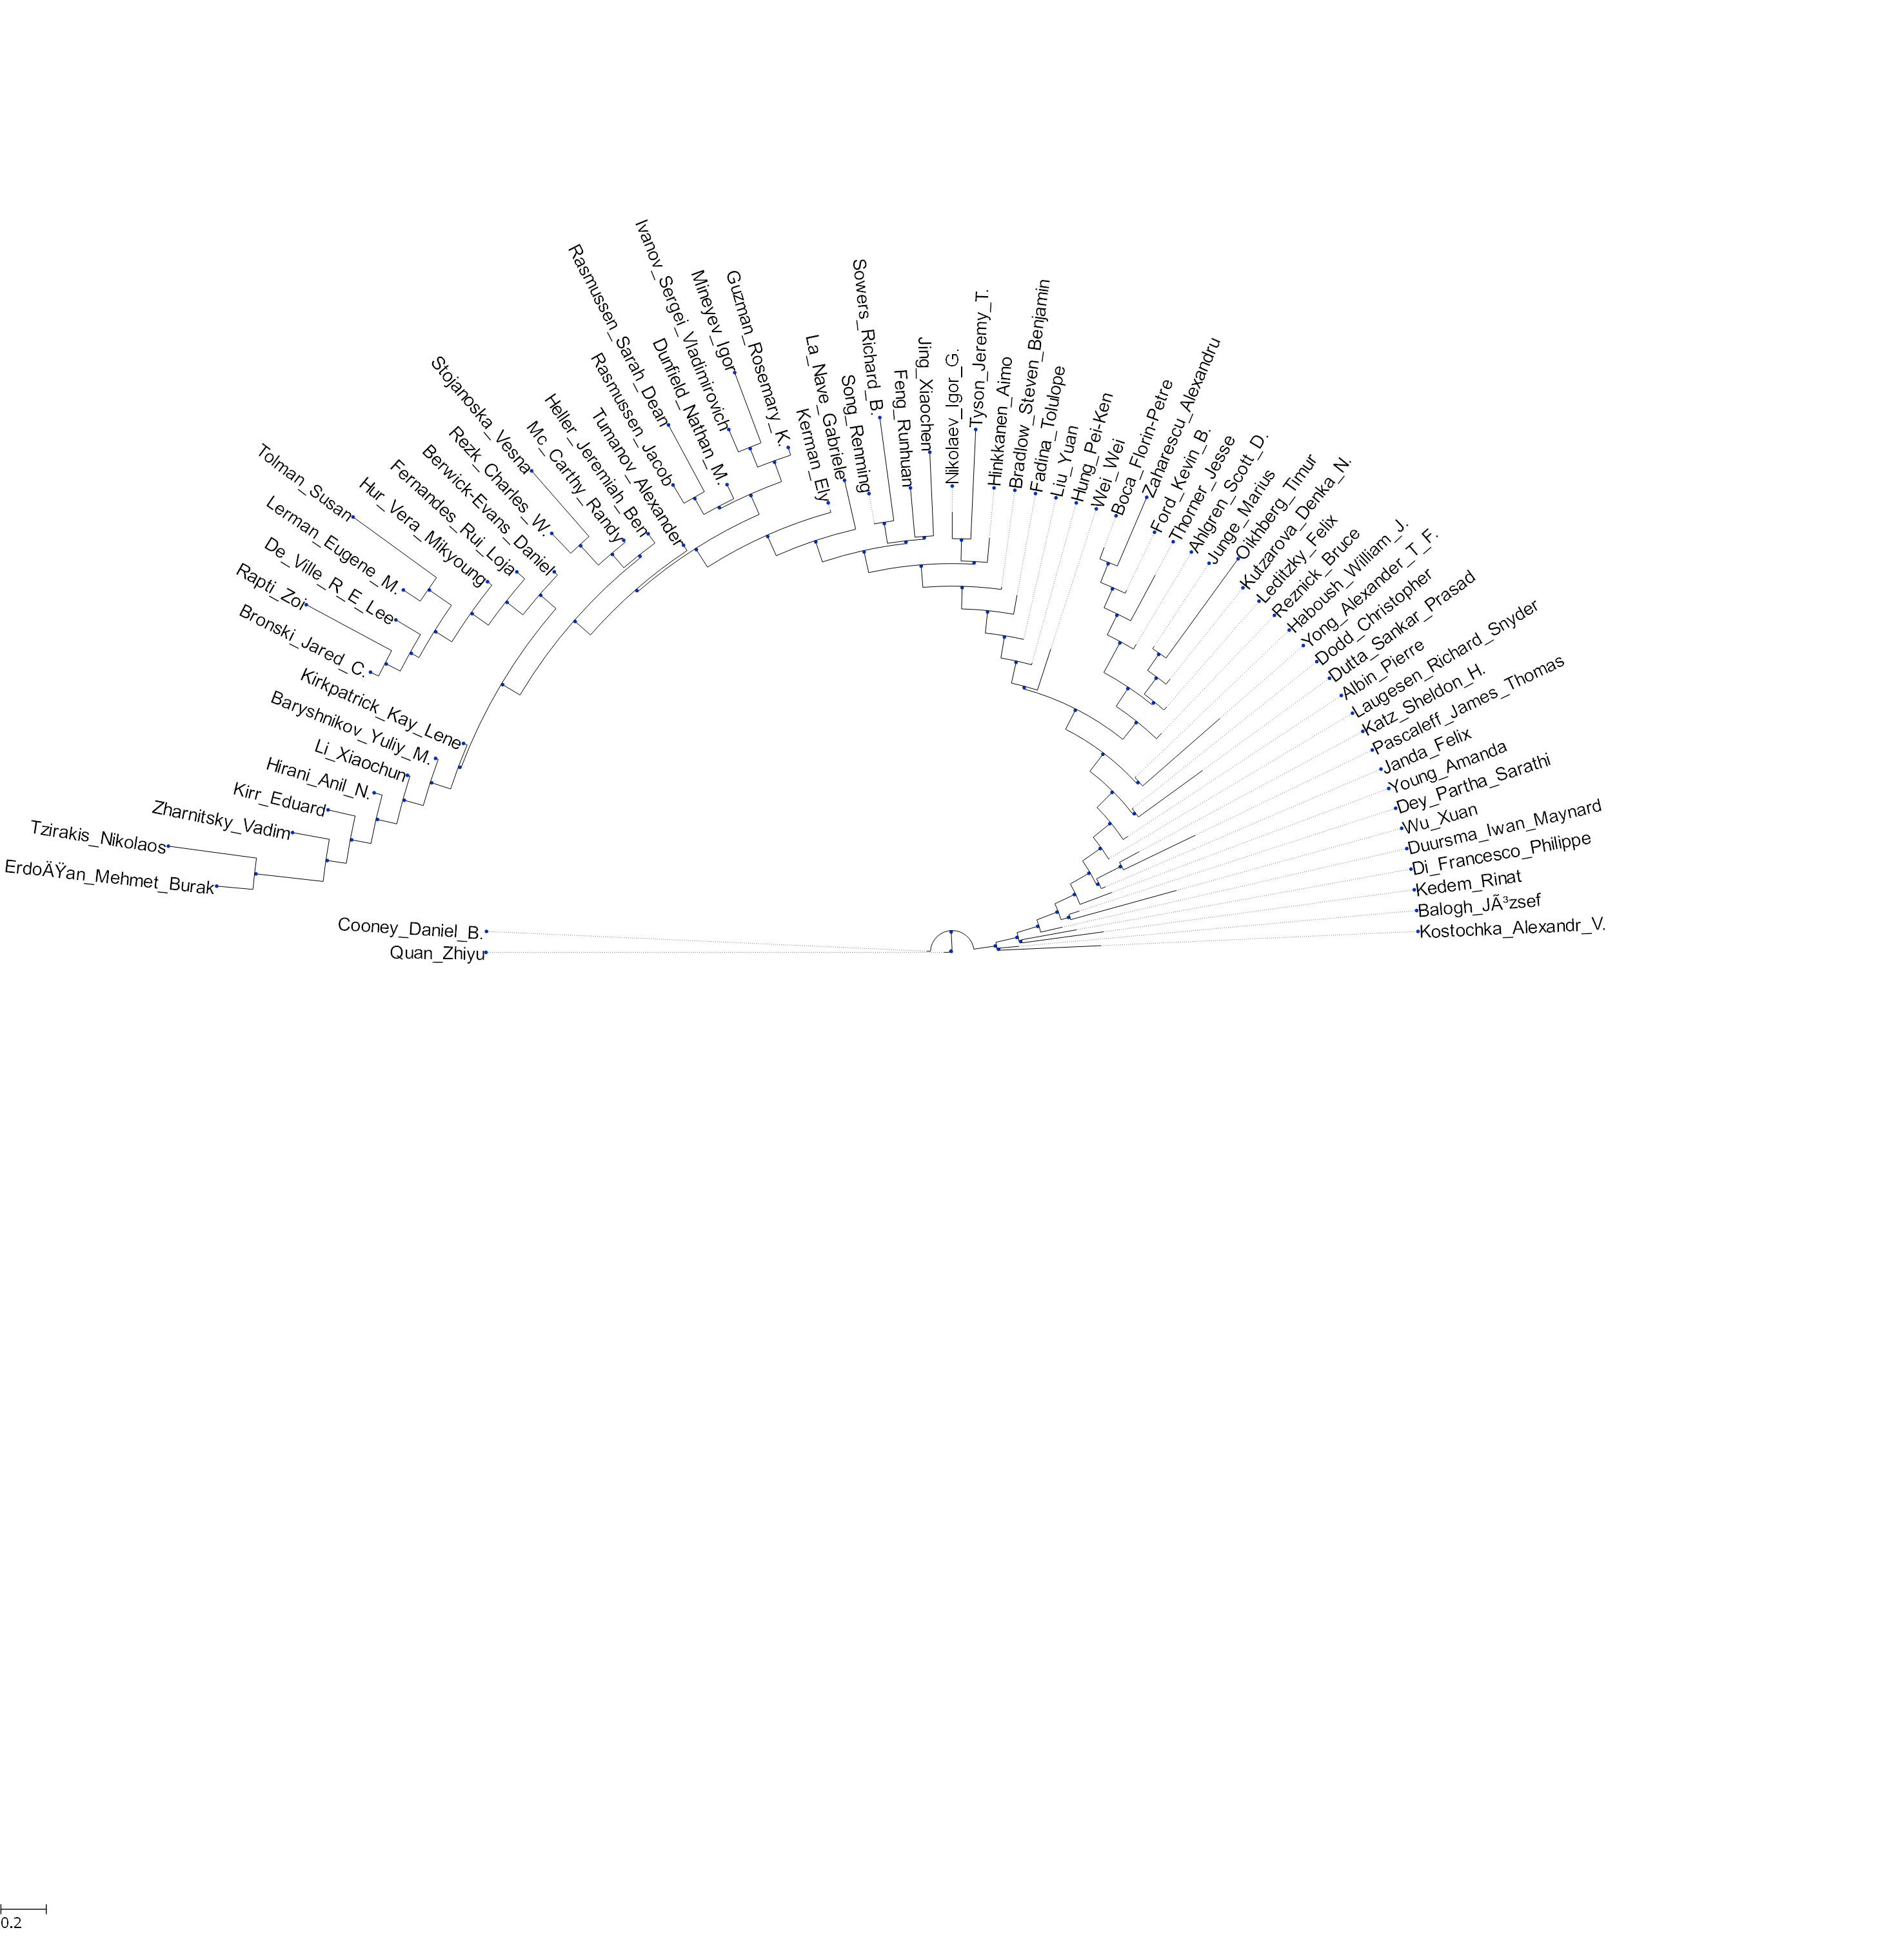 Quan_Zhiyu
Cooney_Daniel_B.
ErdoÄŸan_Mehmet_Burak
Tzirakis_Nikolaos
Zharnitsky_Vadim
Kirr_Eduard
Hirani_Anil_N.
Li_Xiaochun
Baryshnikov_Yuliy_M.
Kirkpatrick_Kay_Lene
Bronski_Jared_C.
Rapti_Zoi
De_Ville_R_E_Lee
Lerman_Eugene_M.
Tolman_Susan
Hur_Vera_Mikyoung
Fernandes_Rui_Loja
Berwick-Evans_Daniel
Rezk_Charles_W.
Stojanoska_Vesna
Mc_Carthy_Randy
Heller_Jeremiah_Ben
Tumanov_Alexander
Rasmussen_Jacob
Rasmussen_Sarah_Dean
Dunfield_Nathan_M.
Ivanov_Sergei_Vladimirovich
Mineyev_Igor
Guzman_Rosemary_K.
Kerman_Ely
La_Nave_Gabriele
Song_Renming
Sowers_Richard_B.
Feng_Runhuan
Jing_Xiaochen
Nikolaev_Igor_G.
Tyson_Jeremy_T.
Hinkkanen_Aimo
Bradlow_Steven_Benjamin
Fadina_Tolulope
Liu_Yuan
Hung_Pei-Ken
Wei_Wei
Boca_Florin-Petre
Zaharescu_Alexandru
Ford_Kevin_B.
Thorner_Jesse
Ahlgren_Scott_D.
Junge_Marius
Oikhberg_Timur
Kutzarova_Denka_N.
Leditzky_Felix
Reznick_Bruce
Haboush_William_J.
Yong_Alexander_T_F.
Dodd_Christopher
Dutta_Sankar_Prasad
Albin_Pierre
Laugesen_Richard_Snyder
Katz_Sheldon_H.
Pascaleff_James_Thomas
Janda_Felix
Young_Amanda
Dey_Partha_Sarathi
Wu_Xuan
Duursma_Iwan_Maynard
Di_Francesco_Philippe
Kedem_Rinat
Balogh_JÃ³zsef
Kostochka_Alexandr_V.
0.2